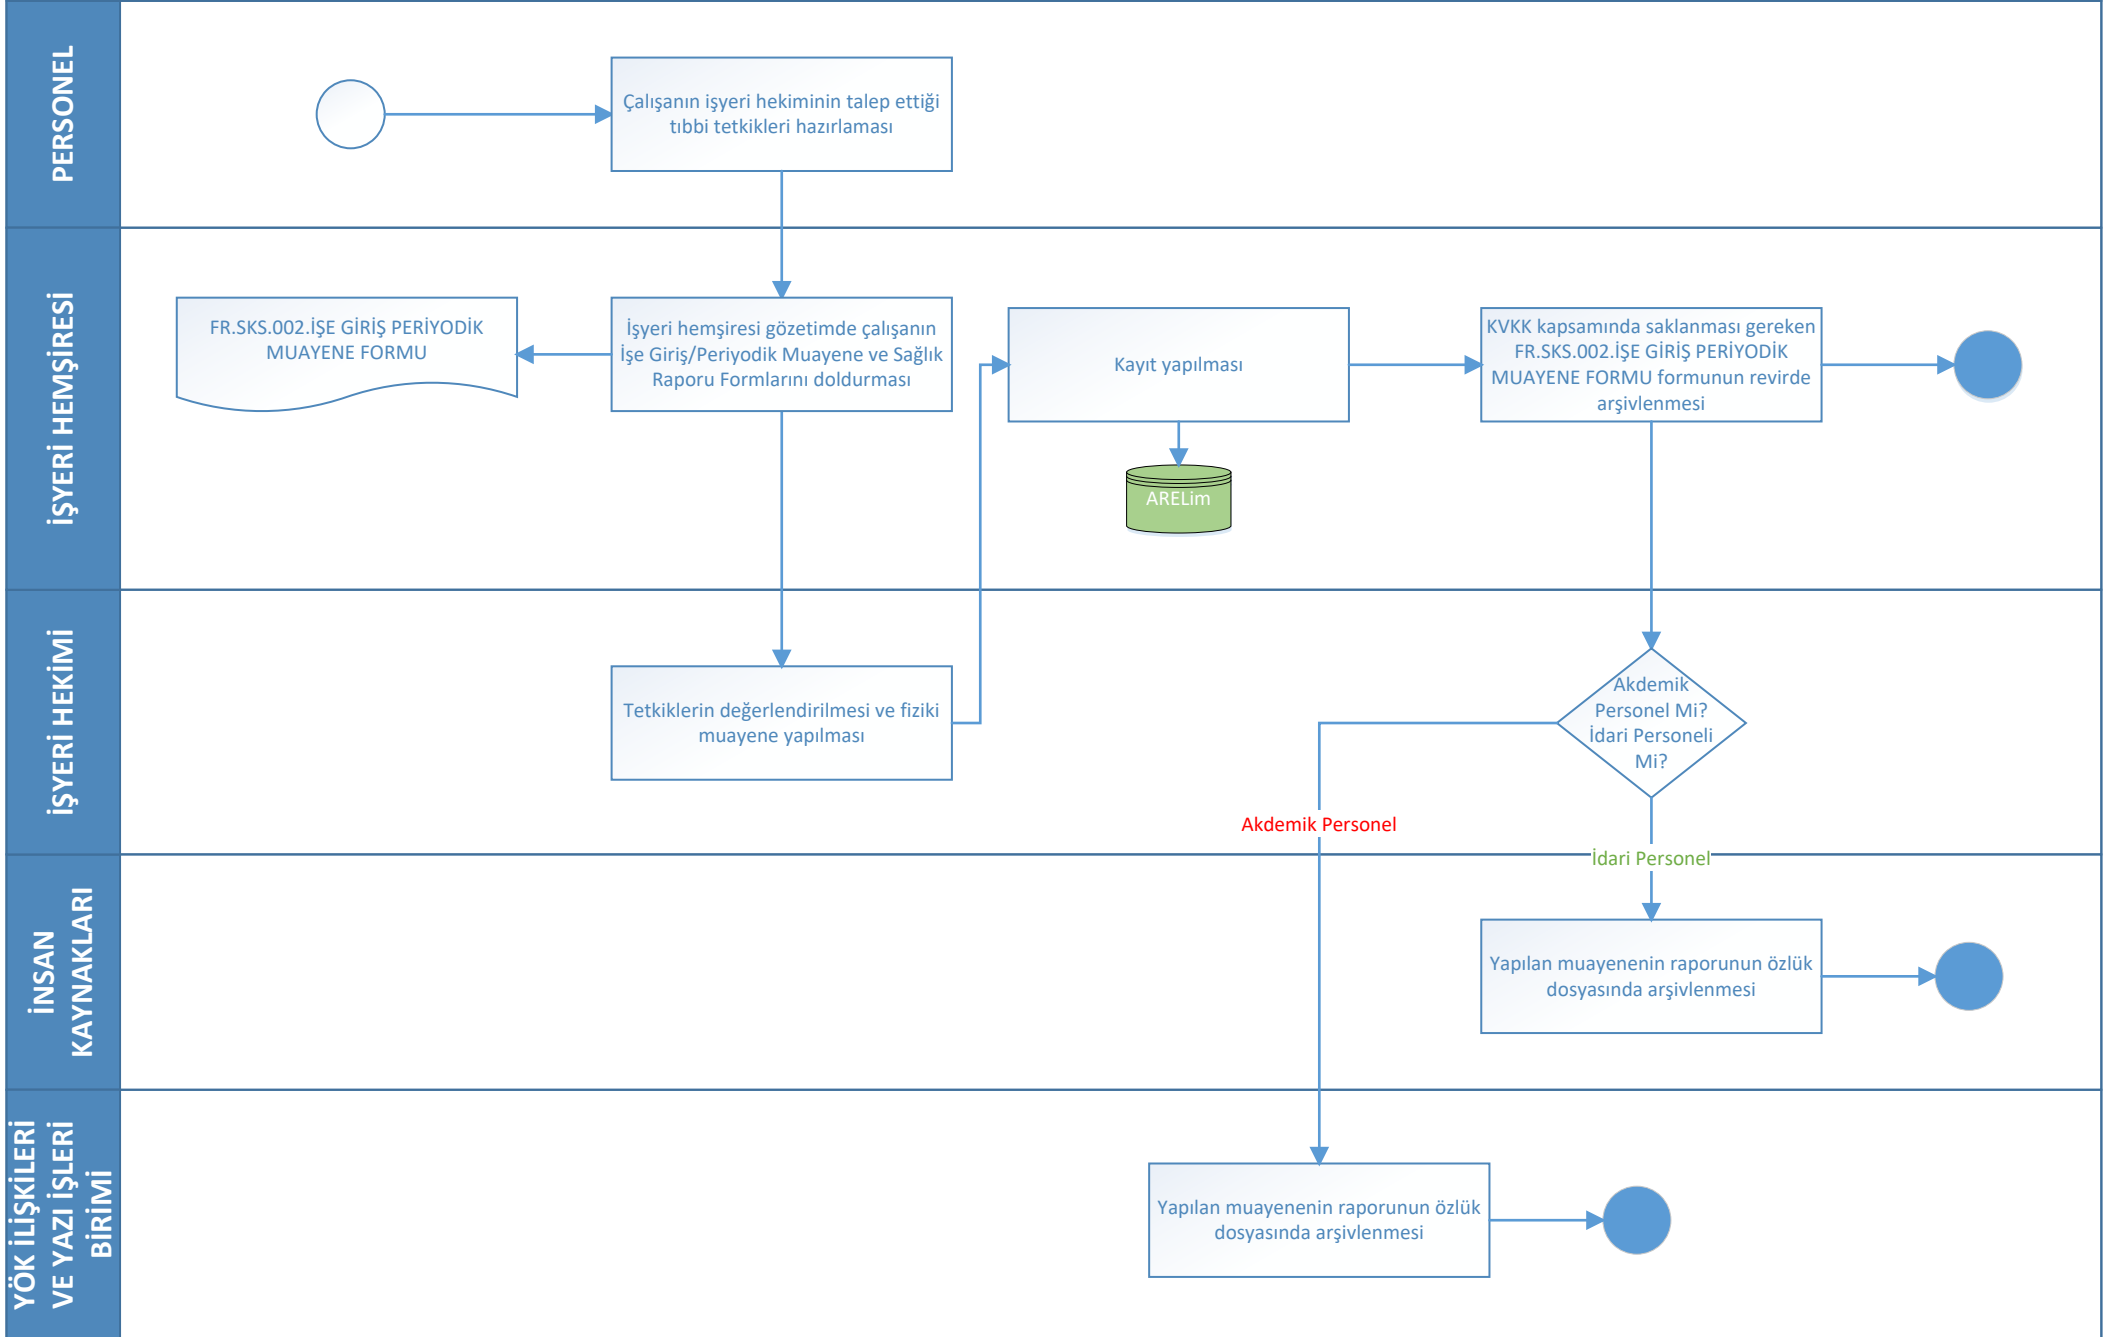 PERSONEL
Çalışanın işyeri hekiminin talep ettiği
tıbbi tetkikleri hazırlaması
İŞYERİ HEMŞİRESİ
FR.SKS.002.İŞE GİRİŞ PERİYODİK
MUAYENE FORMU
İşyeri hemşiresi gözetimde çalışanın
İşe Giriş/Periyodik Muayene ve Sağlık
Raporu Formlarını doldurması
Kayıt yapılması
ARELim
KVKK kapsamında saklanması gereken
FR.SKS.002.İŞE GİRİŞ PERİYODİK
MUAYENE FORMU formunun revirde
arşivlenmesi
İŞYERİ HEKİMİ
Tetkiklerin değerlendirilmesi ve fiziki
muayene yapılması
Akdemik
Personel Mi?
İdari Personeli
Mi?
Akdemik Personel
İdari Personel
İNSAN
KAYNAKLARI
Yapılan muayenenin raporunun özlük
dosyasında arşivlenmesi
YÖK İLİŞKİLERİ
VE YAZI İŞLERİ
BİRİMİ
Yapılan muayenenin raporunun özlük
dosyasında arşivlenmesi